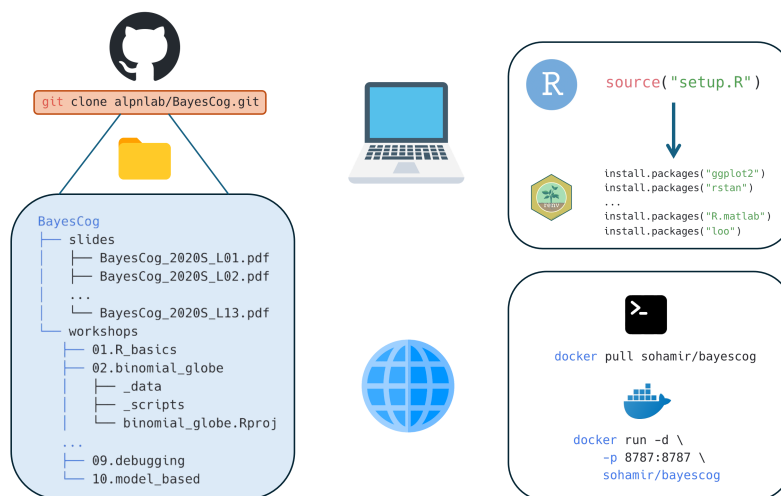 git clone alpnlab/BayesCog.git
BayesCog
├── slides
│   ├── BayesCog_2020S_L01.pdf
│   ├── BayesCog_2020S_L02.pdf
│   ...
│   └── BayesCog_2020S_L13.pdf
└── workshops
    ├── 01.R_basics
    ├── 02.binomial_globe
    │   ├── _data
    │   ├── _scripts
    │   └── binomial_globe.Rproj
    ...
    ├── 09.debugging
    └── 10.model_based
R
source("setup.R")
renv
install.packages("ggplot2")
install.packages("rstan")
...
install.packages("R.matlab")
install.packages("loo")
>_
docker pull sohamir/bayescog
docker run -d \
-p 8787:8787 \
sohamir/bayescog